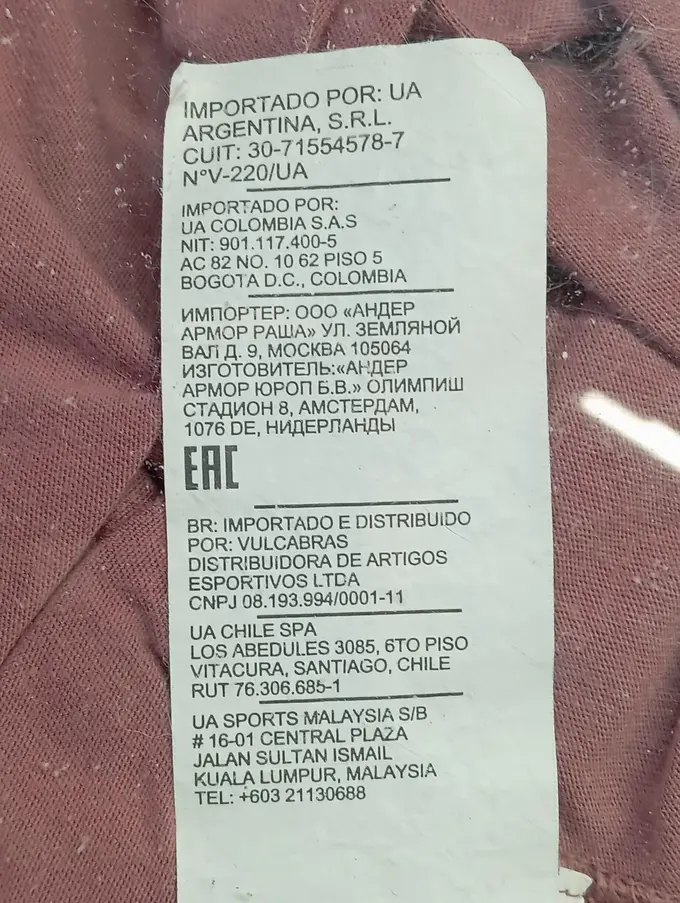 IMPORTADO POR: UA
ARGENTINA, S.R.L.
CUIT: 30-71554578-7
N°V-220/UA
IMPORTADO POR:
UA COLOMBIA S.A.S
NIT: 901.117.400-5
AC 82 NO. 10 62 PISO 5
BOGOTA D.C., COLOMBIA
ИМПОРТЕР: ООО «АНДЕР
АРМОР РАША» УЛ. ЗЕМЛЯНОЙ
ВАЛ Д. 9, МОСКВА 105064
ИЗГОТОВИТЕЛЬ:«АНДЕР
АРМОР ЮРОП Б.В.» ОЛИМПИШ
СТАДИОН 8, АМСТЕРДАМ,
1076 DE, НИДЕРЛАНДЫ
EAC
BR: IMPORTADO E DISTRIBUIDO
POR: VULCABRAS
DISTRIBUIDORA DE ARTIGOS
ESPORTIVOS LTDA
CNPJ 08.193.994/0001-11
UA CHILE SPA
LOS ABEDULES 3085, 6TO PISO
VITACURA, SANTIAGO, CHILE
RUT 76.306.685-1
UA SPORTS MALAYSIA S/B
# 16-01 CENTRAL PLAZA
JALAN SULTAN ISMAIL
KUALA LUMPUR, MALAYSIA
TEL: +603 21130688